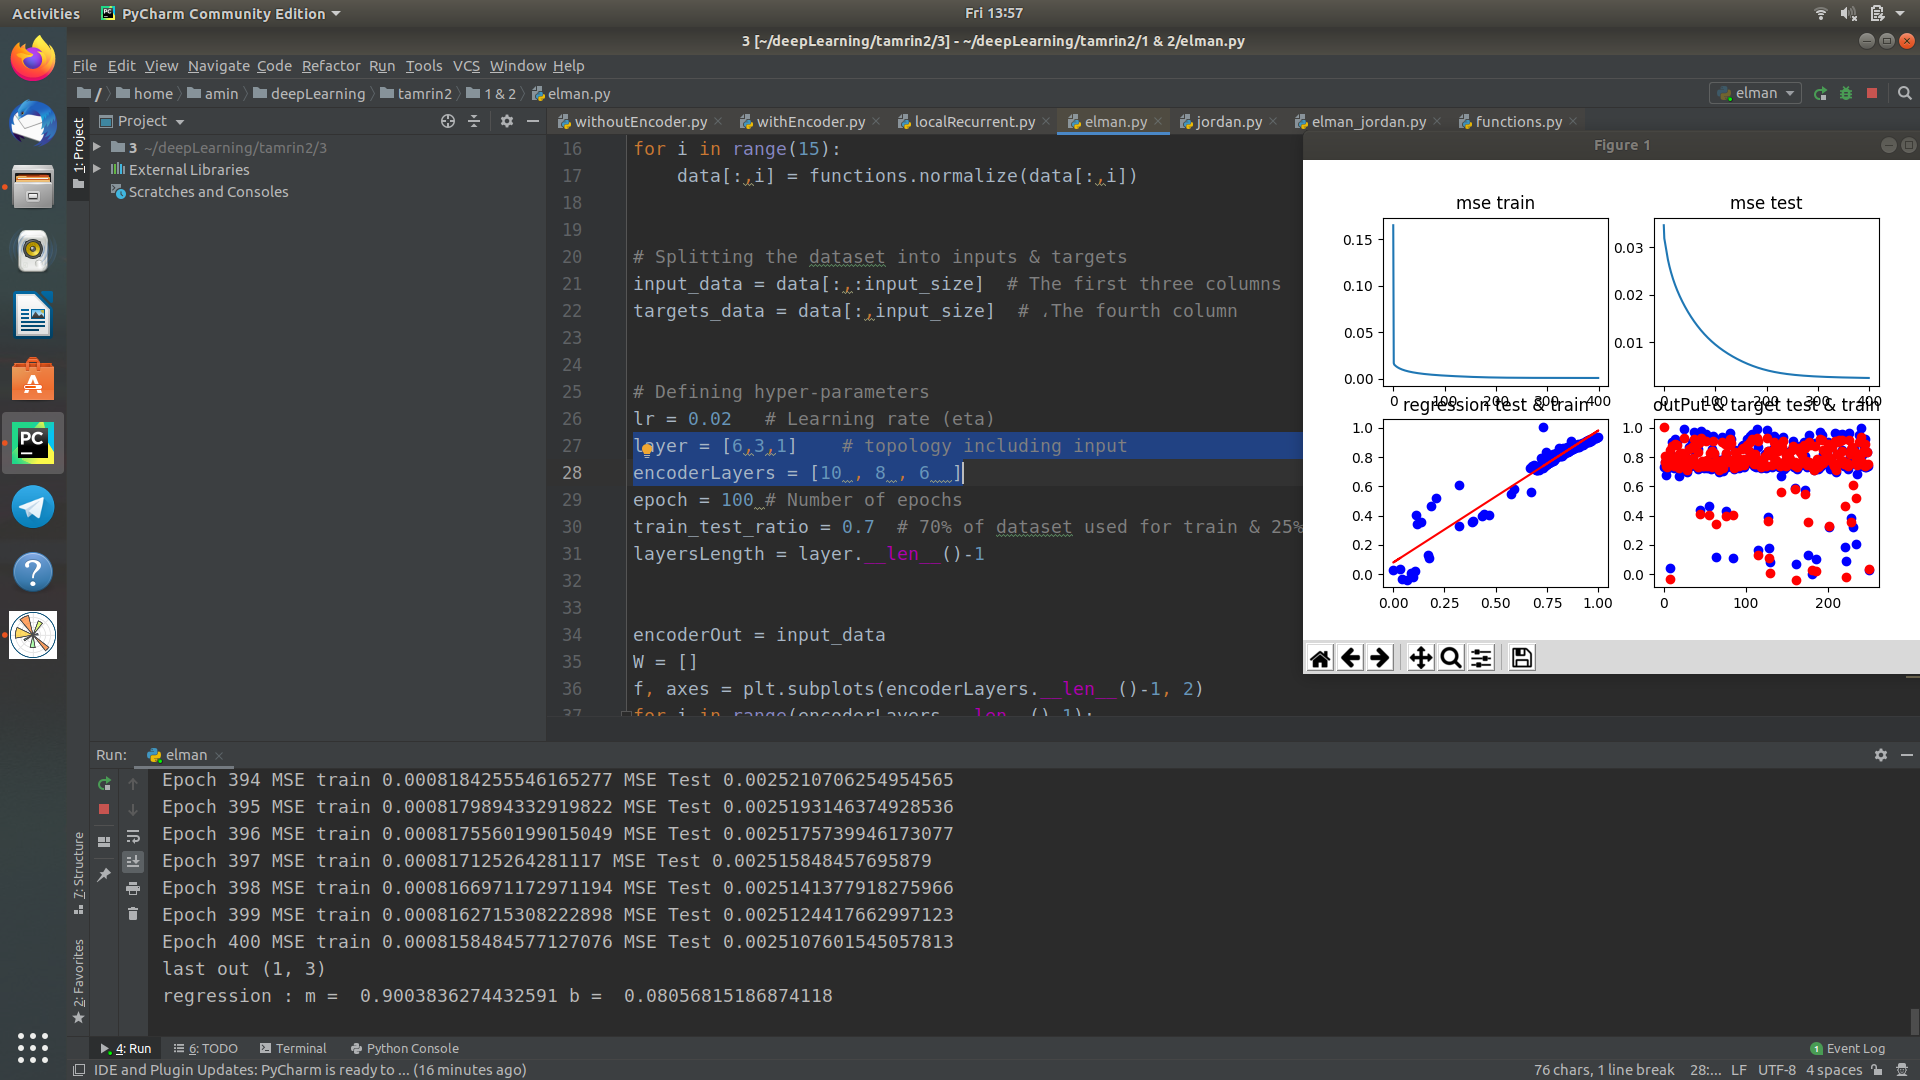 Activities
PyCharm Community Edition
Fri 13:57
3 [~/deepLearning/tamrin2/3] - ~/deepLearning/tamrin2/1 & 2/elman.py
File Edit View Navigate Code Refactor Run Tools VCS Window Help
/ home amin deepLearning tamrin2 1 & 2 elman.py
elman
1: Project
Project
withoutEncoder.py withEncoder.py localRecurrent.py elman.py jordan.py elman_jordan.py functions.py
3 ~/deepLearning/tamrin2/3
External Libraries
Scratches and Consoles
16 for i in range(15):
17 data[:,i] = functions.normalize(data[:,i])
18
19
20 # Splitting the dataset into inputs & targets
21 input_data = data[:,:input_size] # The first three columns
22 targets_data = data[:,input_size] # ،The fourth column
23
24
25 # Defining hyper-parameters
26 lr = 0.02 # Learning rate (eta)
27 layer = [6,3,1] # topology including input
28 encoderLayers = [10 , 8 , 6 ]
29 epoch = 100 # Number of epochs
30 train_test_ratio = 0.7 # 70% of dataset used for train & 25%
31 layersLength = layer.__len__()-1
32
33
34 encoderOut = input_data
35 W = []
36 f, axes = plt.subplots(encoderLayers.__len__()-1, 2)
37 for i in range(encoderLayers.__len__()-1):
Figure 1
mse train
0.15
0.10
0.05
0.00
0 100 200 300 400
mse test
0.03
0.02
0.01
0 100 200 300 400
regression test & train
1.0
0.8
0.6
0.4
0.2
0.0
0.00 0.25 0.50 0.75 1.00
outPut & target test & train
1.0
0.8
0.6
0.4
0.2
0.0
0 100 200
Run: elman
Epoch 394 MSE train 0.0008184255546165277 MSE Test 0.0025210706254954565
Epoch 395 MSE train 0.0008179894332919822 MSE Test 0.0025193146374928536
Epoch 396 MSE train 0.0008175560199015049 MSE Test 0.0025175739946173077
Epoch 397 MSE train 0.000817125264281117 MSE Test 0.002515848457695879
Epoch 398 MSE train 0.0008166971172971194 MSE Test 0.0025141377918275966
Epoch 399 MSE train 0.0008162715308222898 MSE Test 0.0025124417662997123
Epoch 400 MSE train 0.0008158484577127076 MSE Test 0.0025107601545057813
last out (1, 3)
regression : m = 0.9003836274432591 b = 0.08056815186874118
7: Structure
2: Favorites
4: Run 6: TODO Terminal Python Console
1 Event Log
IDE and Plugin Updates: PyCharm is ready to ... (16 minutes ago)
76 chars, 1 line break 28:... LF UTF-8 4 spaces